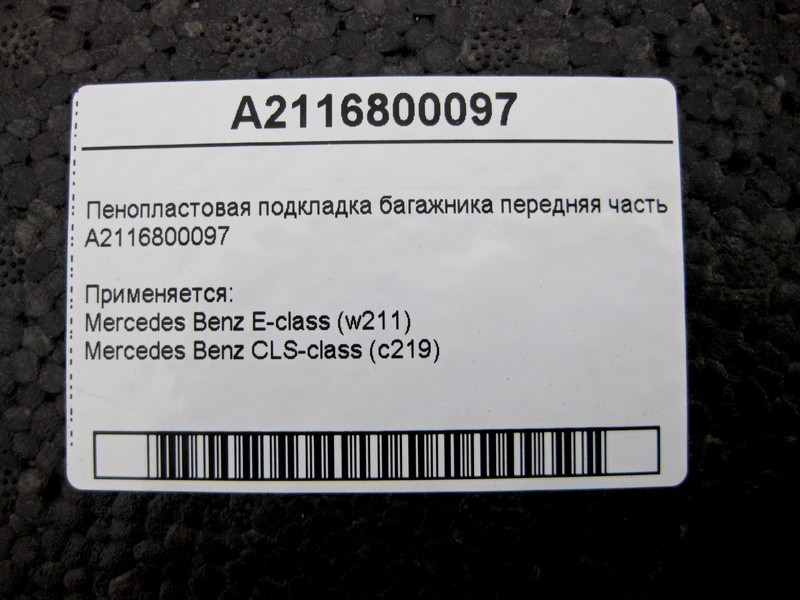 A2116800097
Пенопластовая подкладка багажника передняя часть
A2116800097
Применяется:
Mercedes Benz E-class (w211)
Mercedes Benz CLS-class (c219)